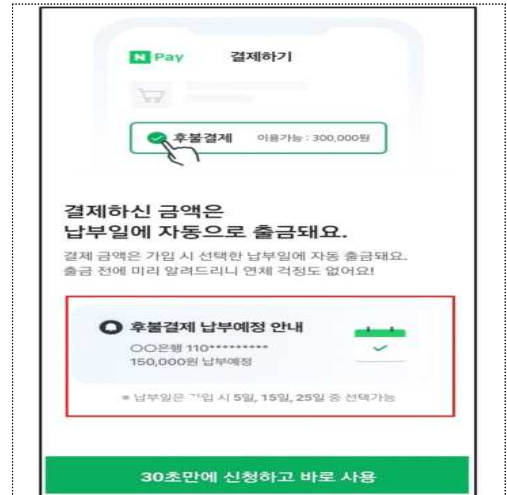 N Pay 결제하기
후불결제 이용가능 : 300,000원
결제하신 금액은
납부일에 자동으로 출금돼요.
결제 금액은 가입 시 선택한 납부일에 자동 출금돼요.
출금 전에 미리 알려드리니 연체 걱정도 없어요!
후불결제 납부예정 안내
○○은행 110*********
150,000원 납부예정
※ 납부일은 가입 시 5일, 15일, 25일 중 선택가능
30초만에 신청하고 바로 사용